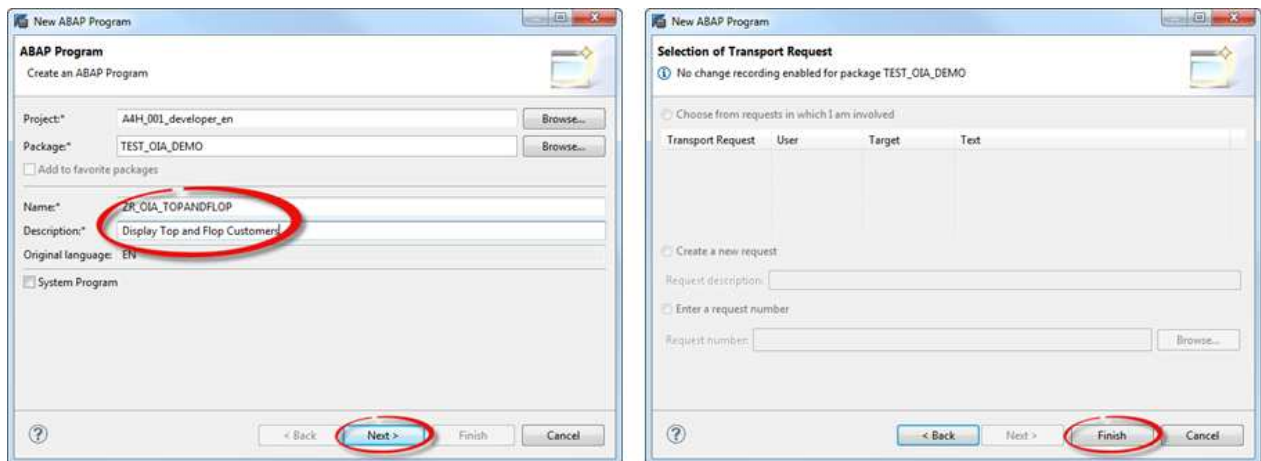 New ABAP Program
ABAP Program
Create an ABAP Program
Project:* A4H_001_developer_en Browse...
Package:* TEST_OIA_DEMO Browse...
Add to favorite packages
Name:* ZR_OIA_TOPANDFLOP
Description:* Display Top and Flop Customers
Original language: EN
System Program
? < Back Next > Finish Cancel
New ABAP Program
Selection of Transport Request
No change recording enabled for package TEST_OIA_DEMO
Choose from requests in which I am involved
Transport Request User Target Text
Create a new request
Request description:
Enter a request number
Request number: Browse...
? < Back Next > Finish Cancel